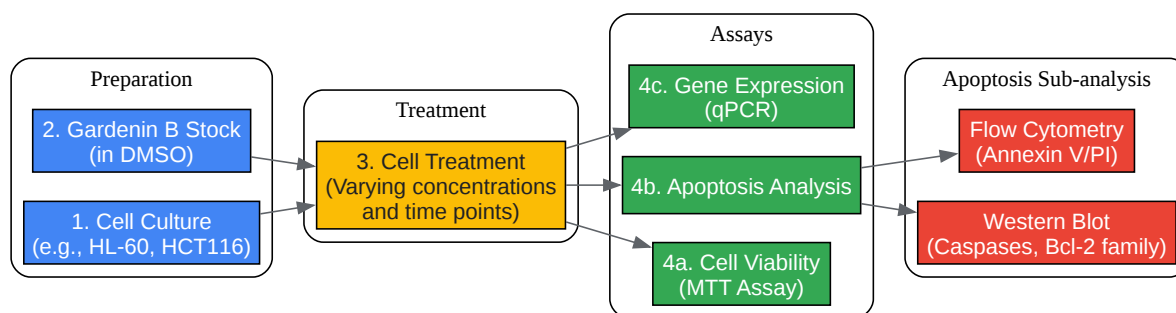 Preparation
2. Gardenin B Stock
(in DMSO)
1. Cell Culture
(e.g., HL-60, HCT116)
Treatment
3. Cell Treatment
(Varying concentrations
and time points)
Assays
4c. Gene Expression
(qPCR)
4b. Apoptosis Analysis
4a. Cell Viability
(MTT Assay)
Apoptosis Sub-analysis
Flow Cytometry
(Annexin V/PI)
Western Blot
(Caspases, Bcl-2 family)